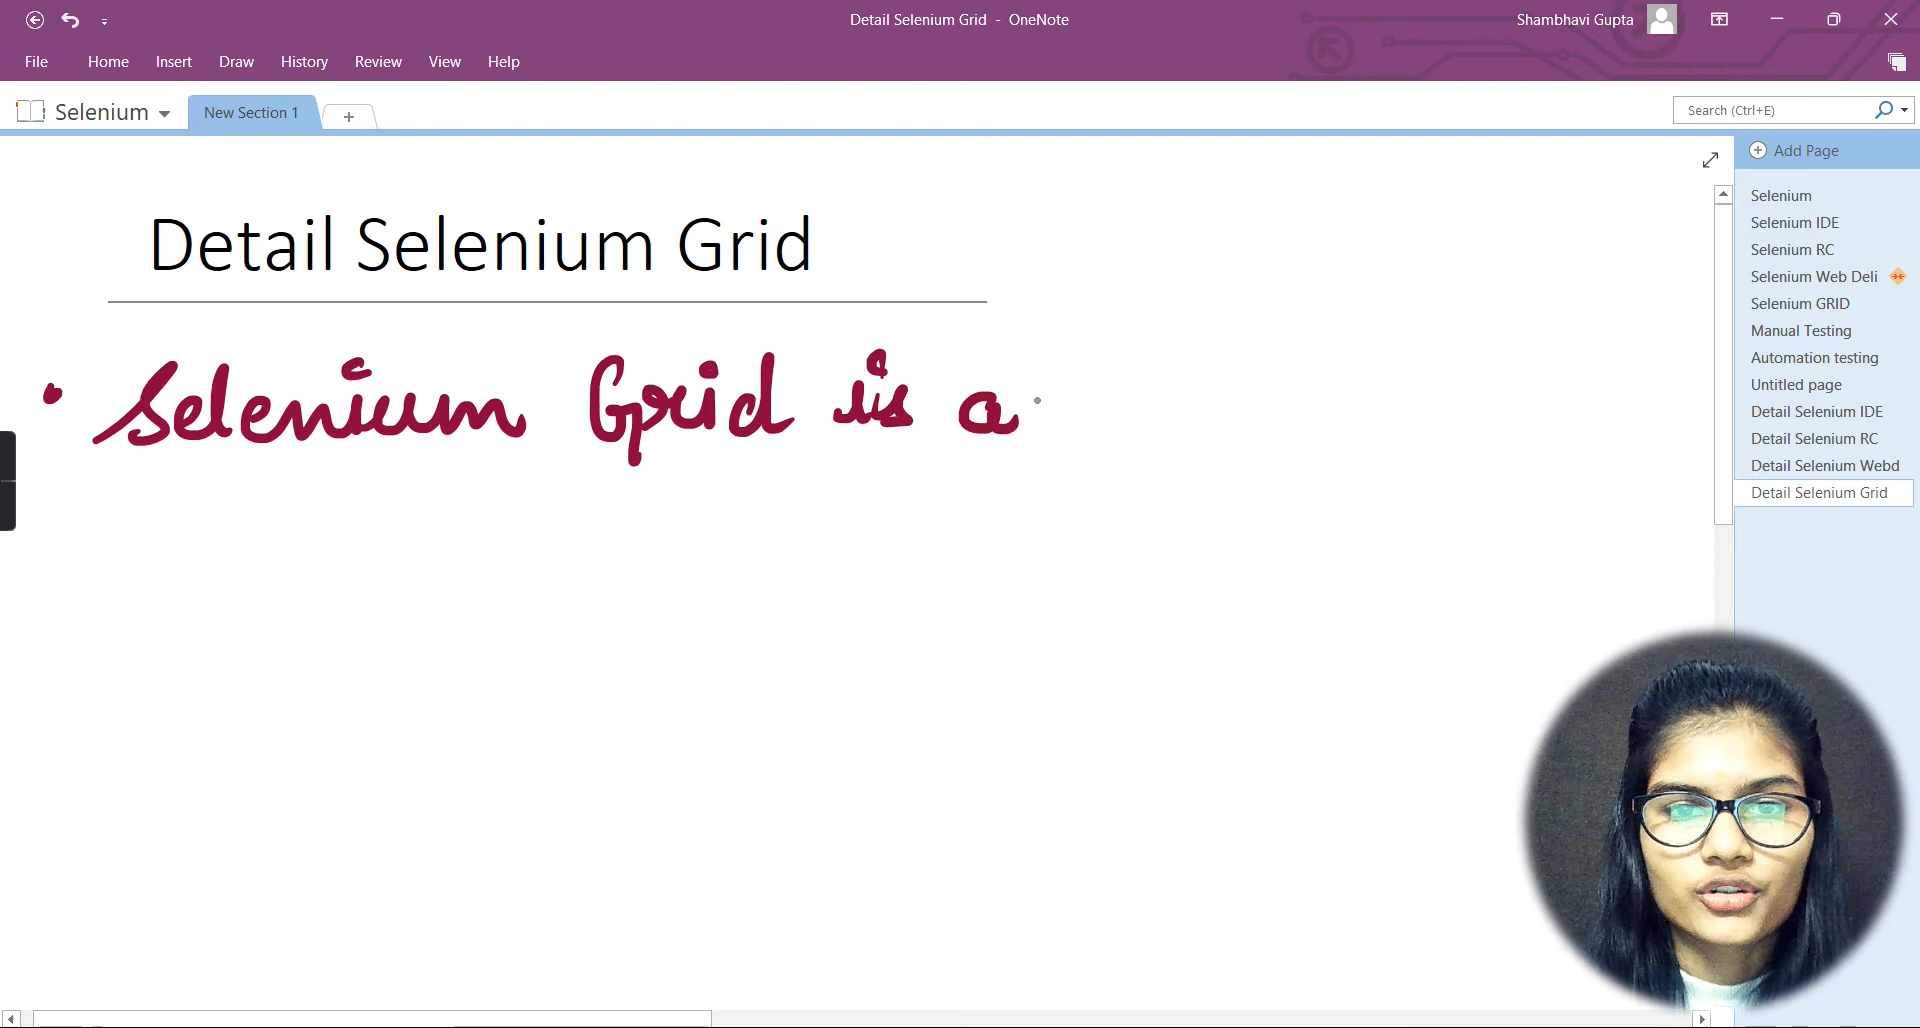 Detail Selenium Grid - OneNote
Shambhavi Gupta
File Home Insert Draw History Review View Help
Selenium New Section 1 +
Search (Ctrl+E)
Add Page
Detail Selenium Grid
• Selenium Grid is a
Selenium
Selenium IDE
Selenium RC
Selenium Web Deli
Selenium GRID
Manual Testing
Automation testing
Untitled page
Detail Selenium IDE
Detail Selenium RC
Detail Selenium Webd
Detail Selenium Grid